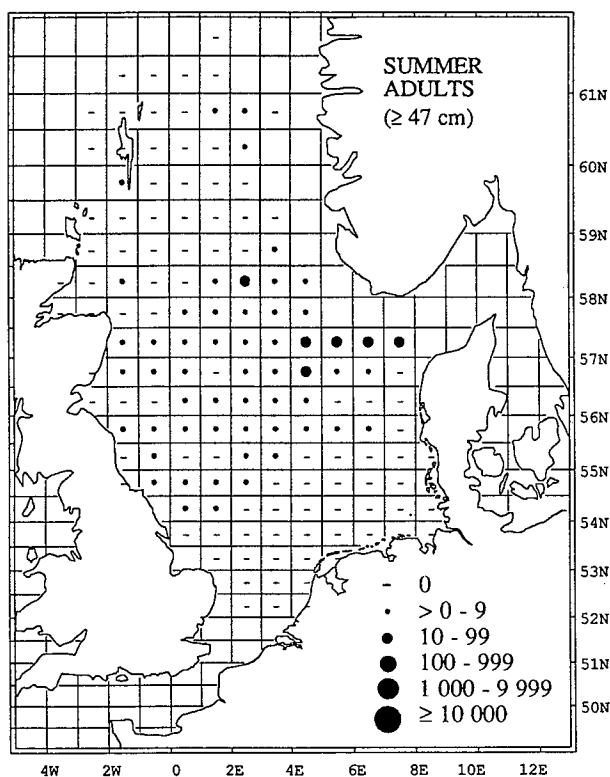 SUMMER
ADULTS
(≥ 47 cm)
61N
60N
59N
58N
57N
56N
55N
54N
53N
52N
51N
50N
- 0
> 0 - 9
10 - 99
100 - 999
1 000 - 9 999
≥ 10 000
4W 2W 0 2E 4E 6E 8E 10E 12E